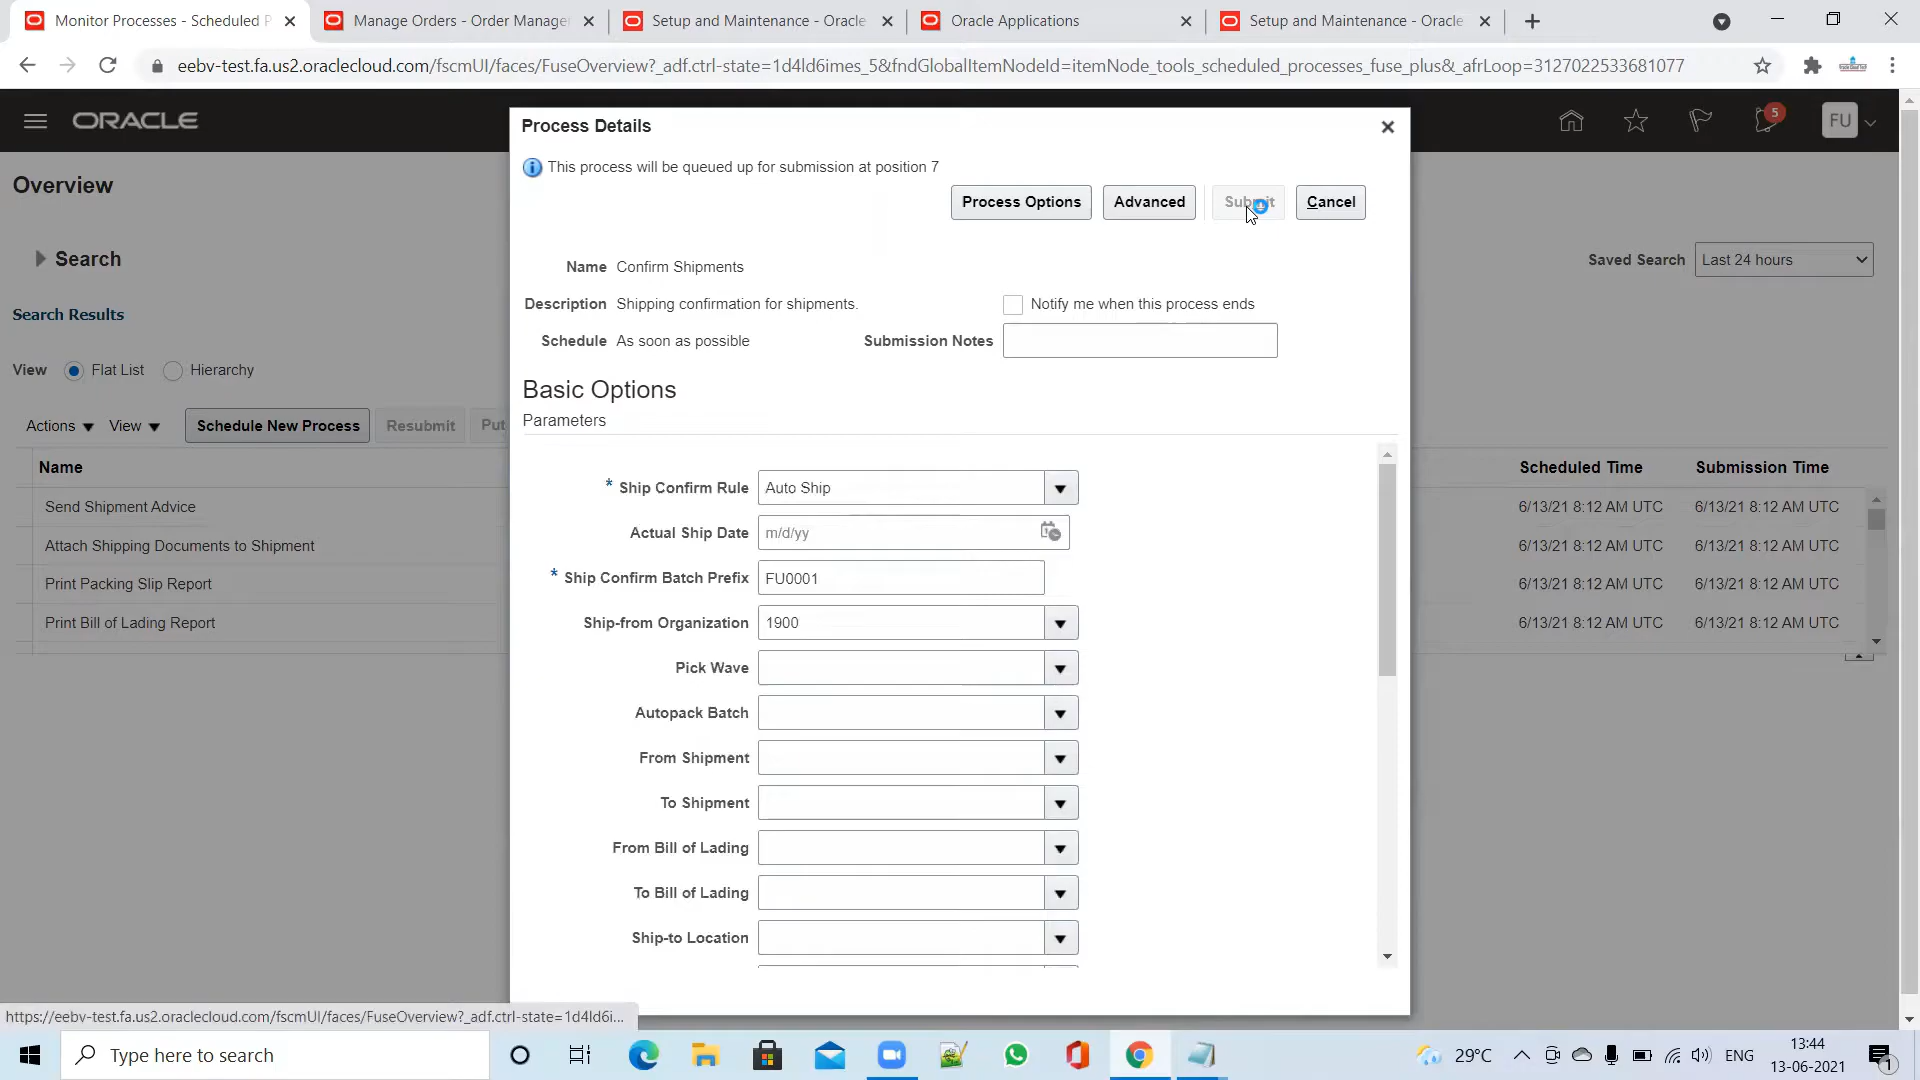 Monitor Processes - Scheduled P
Manage Orders - Order Manage
Setup and Maintenance - Oracle
Oracle Applications
Setup and Maintenance - Oracle
eebv-test.fa.us2.oraclecloud.com/fscmUI/faces/FuseOverview?_adf.ctrl-state=1d4ld6imes_5&fndGlobalItemNodeId=itemNode_tools_scheduled_processes_fuse_plus&_afrLoop=3127022533681077
ORACLE
5
FU
Process Details
This process will be queued up for submission at position 7
Process Options
Advanced
Submit
Cancel
Overview
Search
Saved Search
Last 24 hours
Search Results
View
Flat List
Hierarchy
Name Confirm Shipments
Description Shipping confirmation for shipments.
Notify me when this process ends
Schedule As soon as possible
Submission Notes
Basic Options
Parameters
Actions
View
Schedule New Process
Resubmit
Put
Name
Scheduled Time
Submission Time
Send Shipment Advice
6/13/21 8:12 AM UTC
6/13/21 8:12 AM UTC
Attach Shipping Documents to Shipment
6/13/21 8:12 AM UTC
6/13/21 8:12 AM UTC
Print Packing Slip Report
6/13/21 8:12 AM UTC
6/13/21 8:12 AM UTC
Print Bill of Lading Report
6/13/21 8:12 AM UTC
6/13/21 8:12 AM UTC
* Ship Confirm Rule Auto Ship
Actual Ship Date m/d/yy
* Ship Confirm Batch Prefix FU0001
Ship-from Organization 1900
Pick Wave
Autopack Batch
From Shipment
To Shipment
From Bill of Lading
To Bill of Lading
Ship-to Location
https://eebv-test.fa.us2.oraclecloud.com/fscmUI/faces/FuseOverview?_adf.ctrl-state=1d4ld6i...
Type here to search
29°C
ENG
13:44
13-06-2021
1